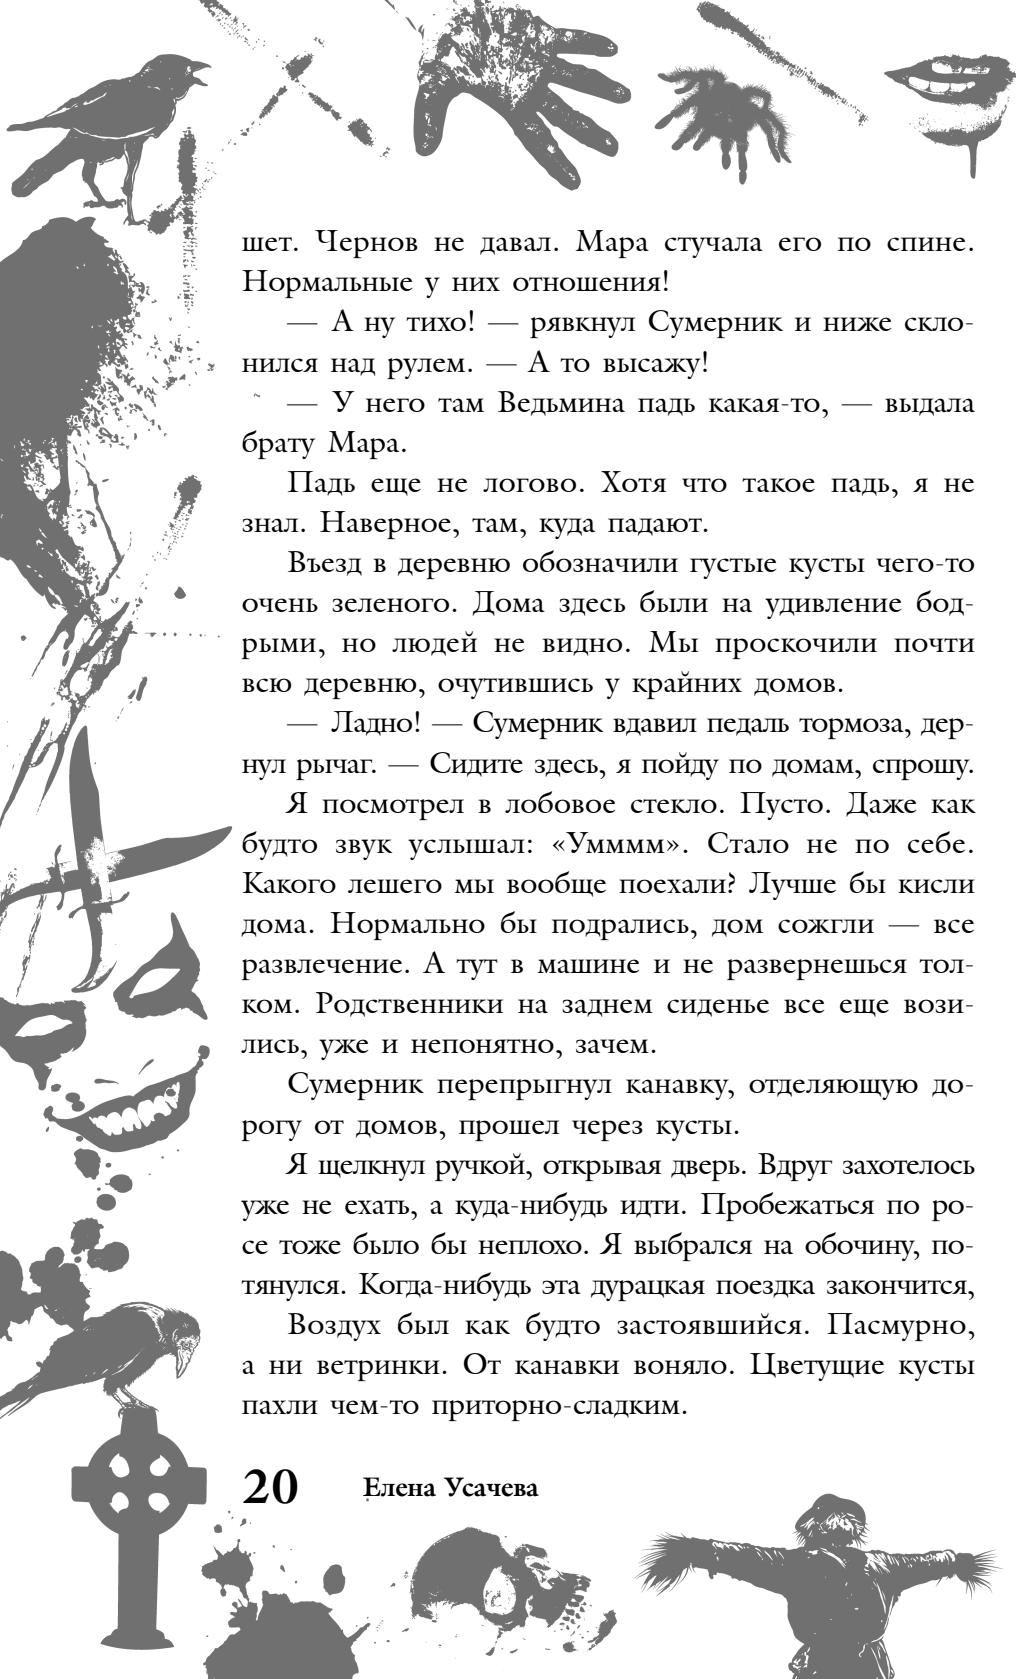 шет. Чернов не давал. Мара стучала его по спине.
Нормальные у них отношения!
— А ну тихо! — рявкнул Сумерник и ниже скло-
нился над рулем. — А то высажу!
— У него там Ведьмина падь какая-то, — выдала
брату Мара.
Падь еще не логово. Хотя что такое падь, я не
знал. Наверное, там, куда падают.
Въезд в деревню обозначили густые кусты чего-то
очень зеленого. Дома здесь были на удивление бод-
рыми, но людей не видно. Мы проскочили почти
всю деревню, очутившись у крайних домов.
— Ладно! — Сумерник вдавил педаль тормоза, дер-
нул рычаг. — Сидите здесь, я пойду по домам, спрошу.
Я посмотрел в лобовое стекло. Пусто. Даже как
будто звук услышал: «Умммм». Стало не по себе.
Какого лешего мы вообще поехали? Лучше бы кисли
дома. Нормально бы подрались, дом сожгли — все
развлечение. А тут в машине и не развернешься тол-
ком. Родственники на заднем сиденье все еще вози-
лись, уже и непонятно, зачем.
Сумерник перепрыгнул канавку, отделяющую до-
рогу от домов, прошел через кусты.
Я щелкнул ручкой, открывая дверь. Вдруг захотелось
уже не ехать, а куда-нибудь идти. Пробежаться по ро-
се тоже было бы неплохо. Я выбрался на обочину, по-
тянулся. Когда-нибудь эта дурацкая поездка закончится,
Воздух был как будто застоявшийся. Пасмурно,
а ни ветринки. От канавки воняло. Цветущие кусты
пахли чем-то приторно-сладким.
20 Елена Усачева